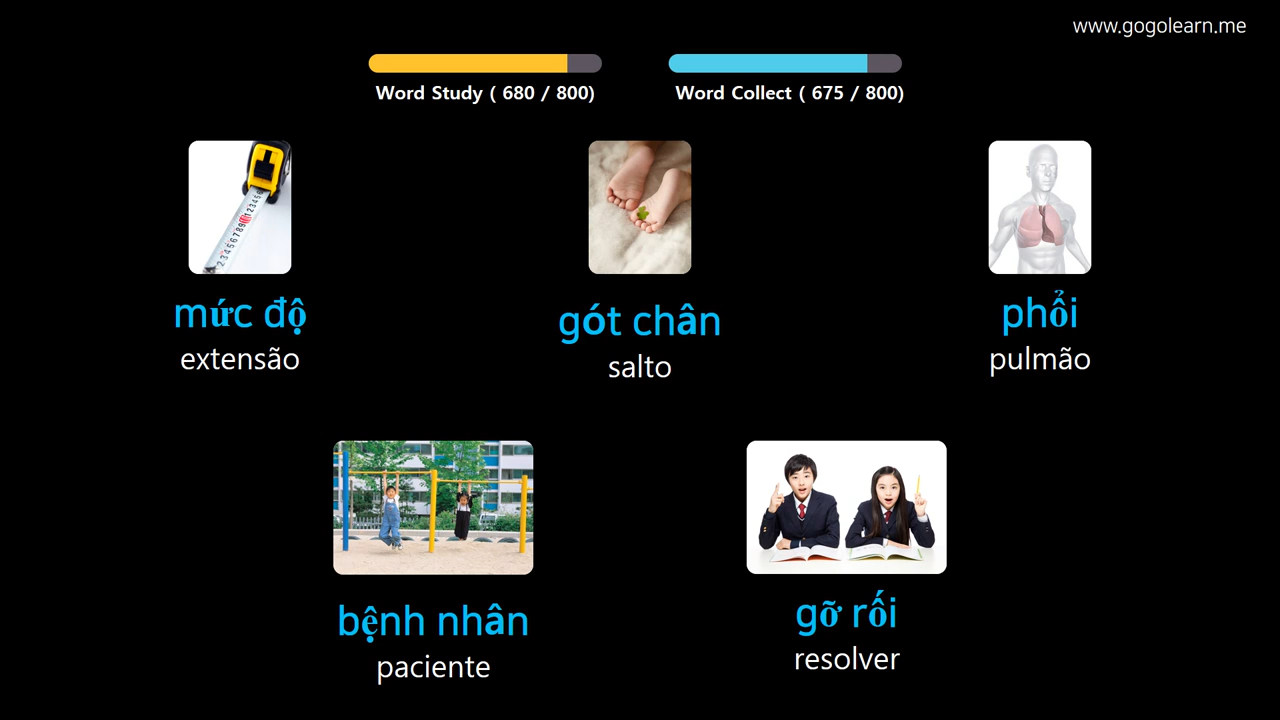 www.gogolearn.me
Word Study ( 680 / 800)
Word Collect ( 675 / 800)
mức độ
extensão
gót chân
salto
phổi
pulmão
bệnh nhân
paciente
gỡ rối
resolver